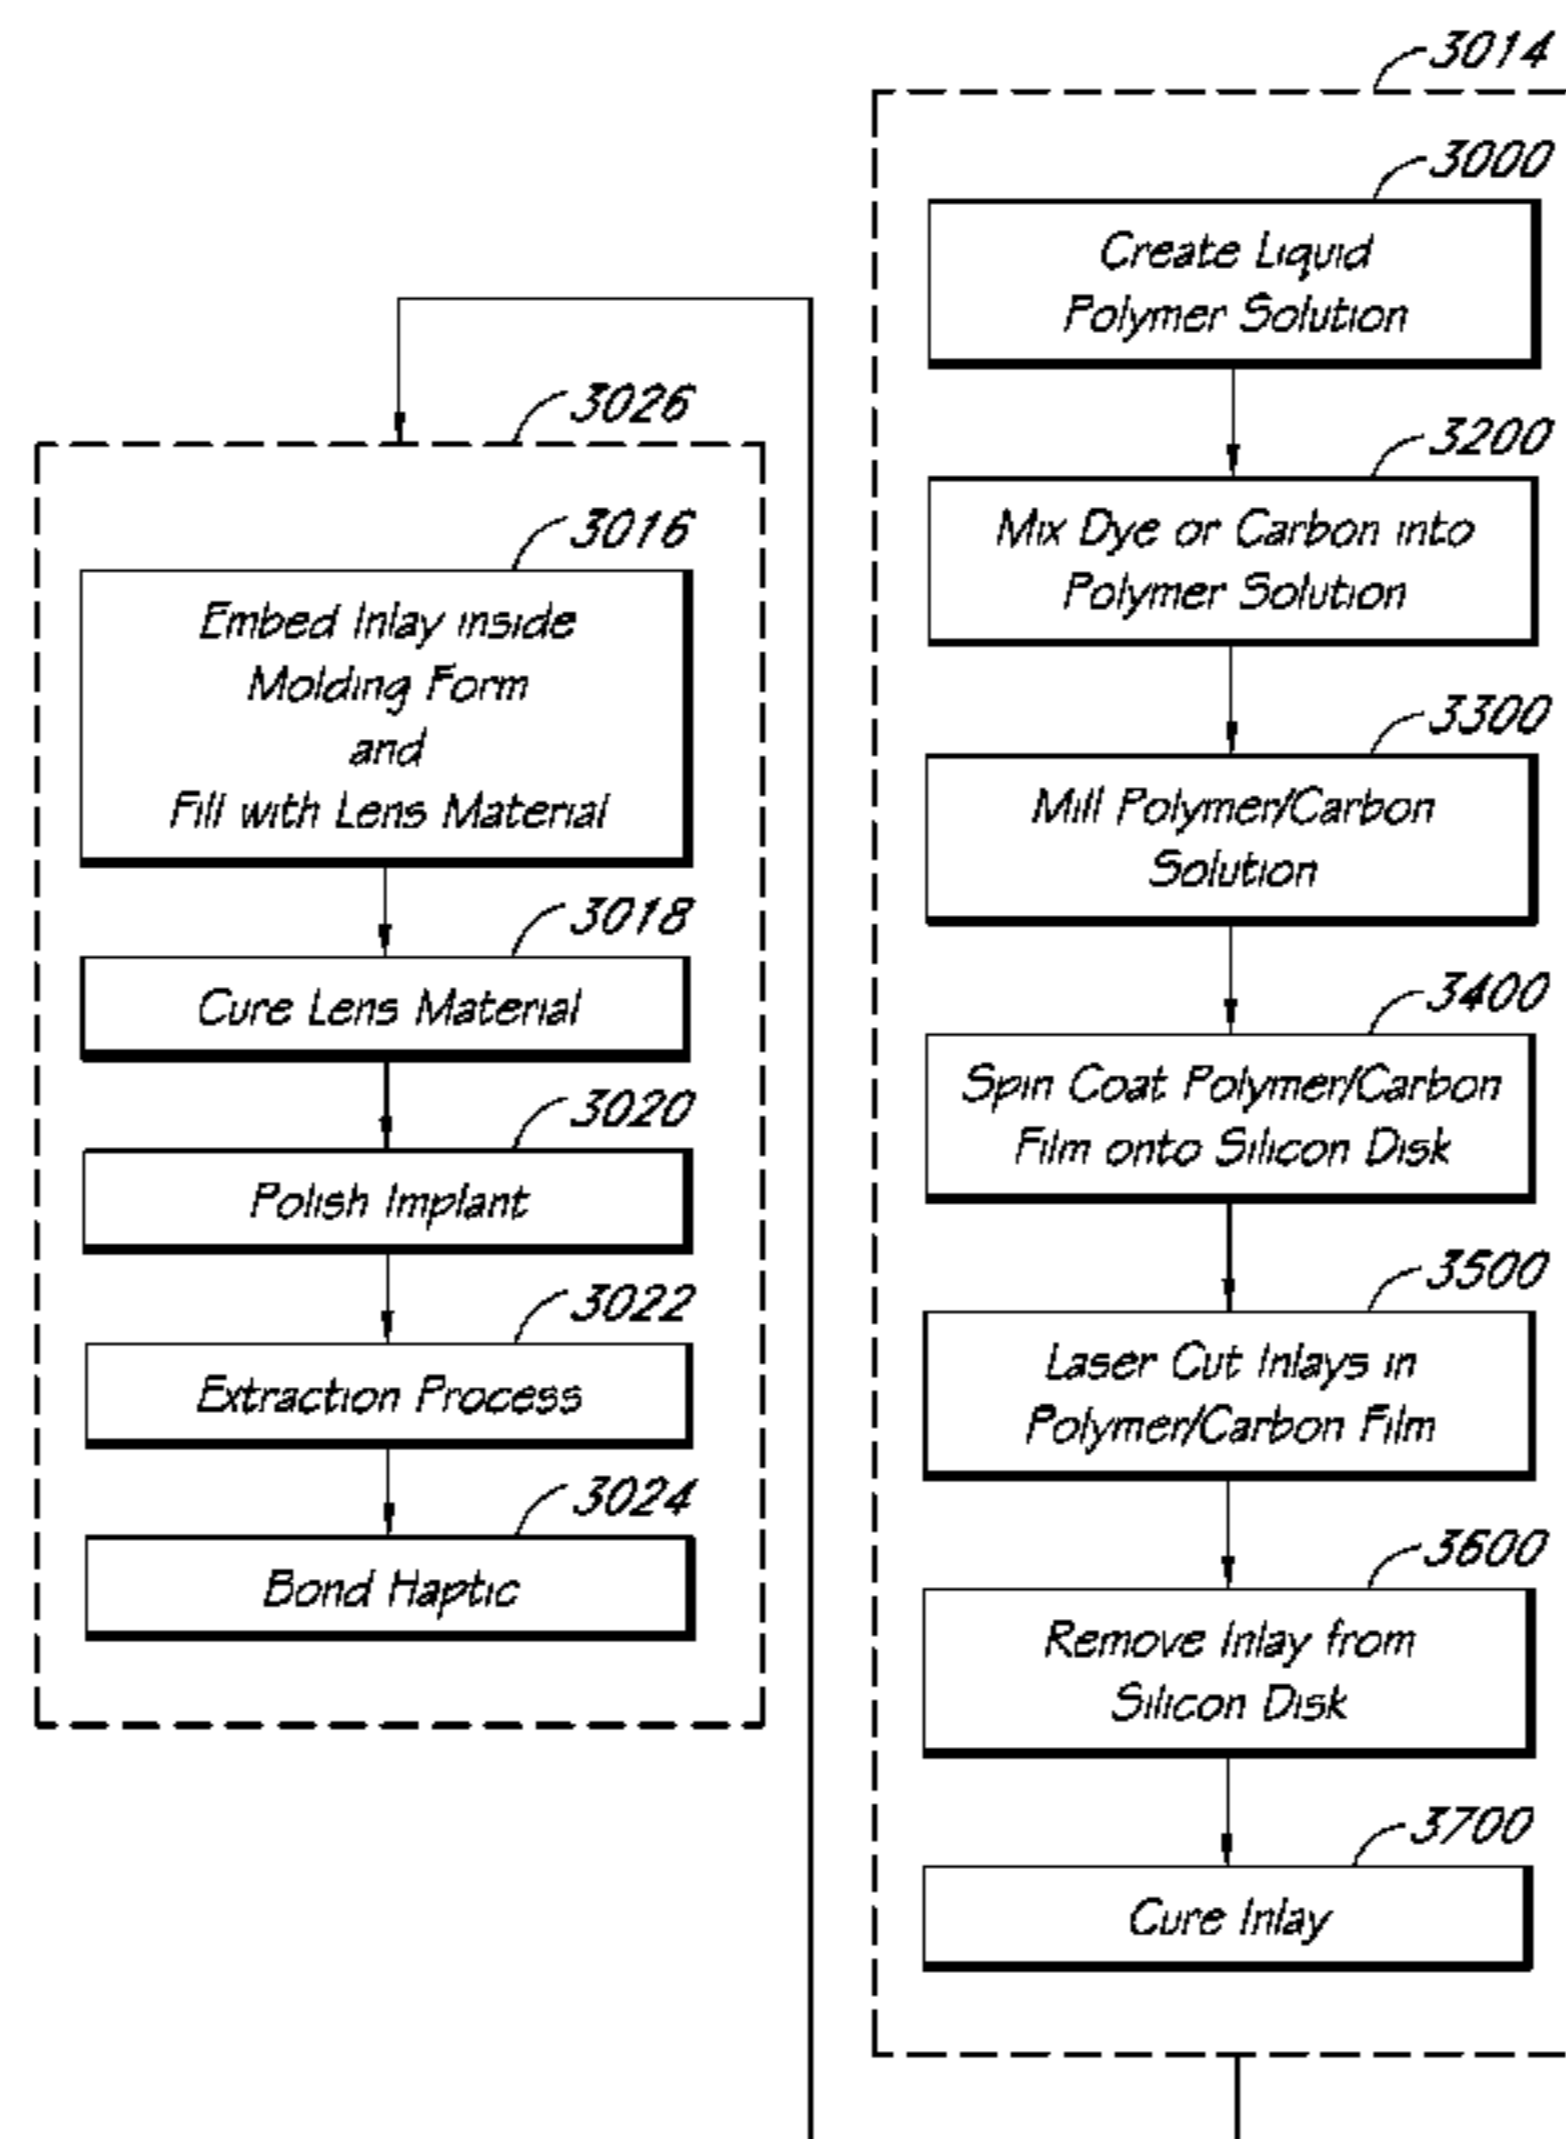 3014
3000
Create Liquid
Polymer Solution
3200
Mix Dye or Carbon into
Polymer Solution
3300
Mill Polymer/Carbon
Solution
3400
Spin Coat Polymer/Carbon
Film onto Silicon Disk
3500
Laser Cut Inlays in
Polymer/Carbon Film
3600
Remove Inlay from
Silicon Disk
3700
Cure Inlay
3026
3016
Embed Inlay inside
Molding Form
and
Fill with Lens Material
3018
Cure Lens Material
3020
Polish Implant
3022
Extraction Process
3024
Bond Haptic